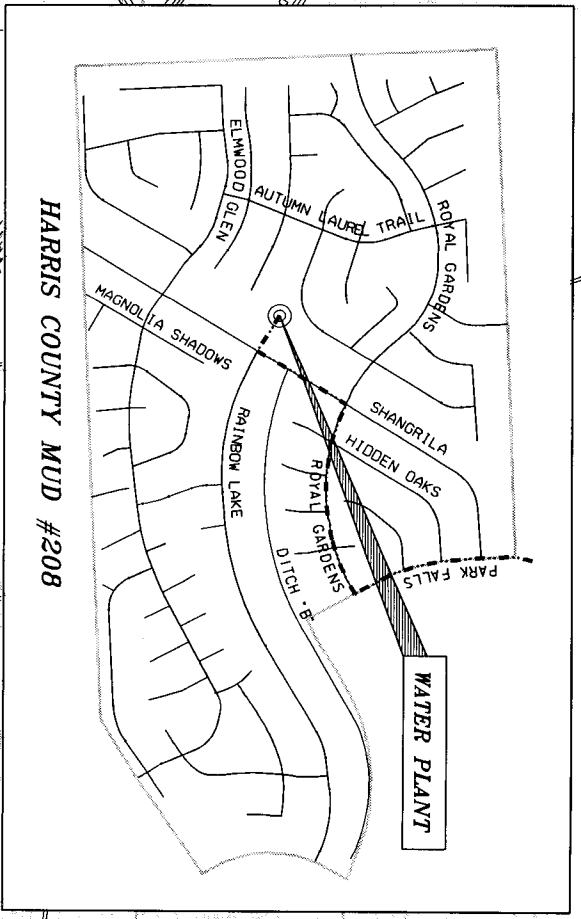 ELMWOOD GLEN
AUTUMN LAUREL TRAIL
ROYAL GARDENS
MAGNOLIA SHADOWS
SHANGRILA
HIDDEN OAKS
RAINBOW LAKE
ROYAL GARDENS
DITCH "B"
PARK FALLS
WATER PLANT
HARRIS COUNTY MUD #208